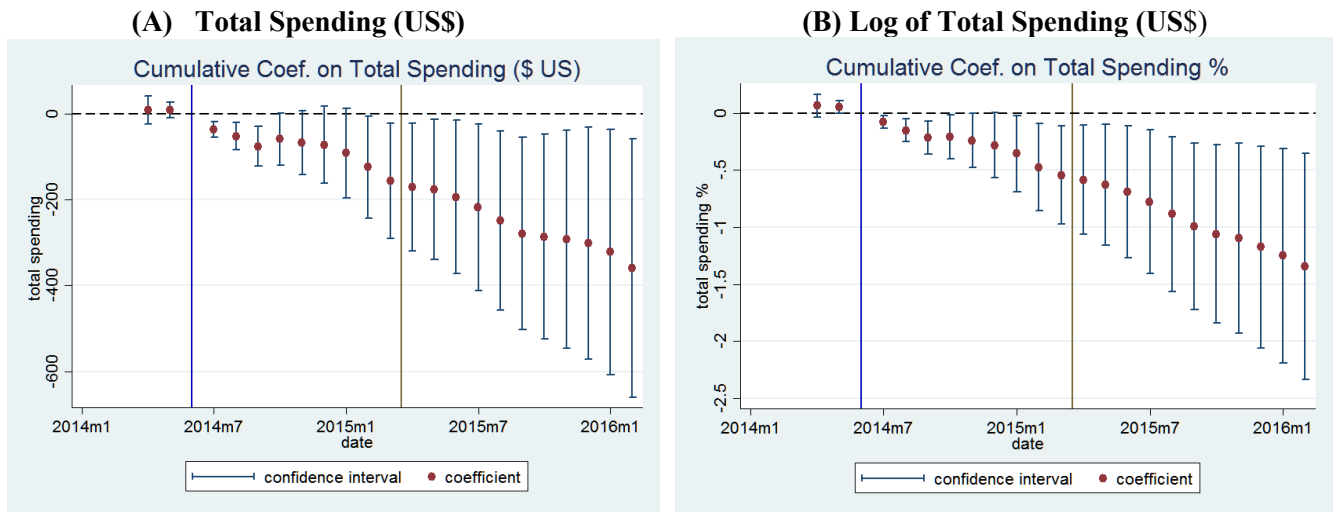 (A) Total Spending (US$)
Cumulative Coef. on Total Spending ($ US)
total spending
0
-200
-400
-600
2014m1 2014m7 2015m1 2015m7 2016m1
date
confidence interval coefficient
(B) Log of Total Spending (US$)
Cumulative Coef. on Total Spending %
total spending %
0
-.5
-1
-1.5
-2
-2.5
2014m1 2014m7 2015m1 2015m7 2016m1
date
confidence interval coefficient